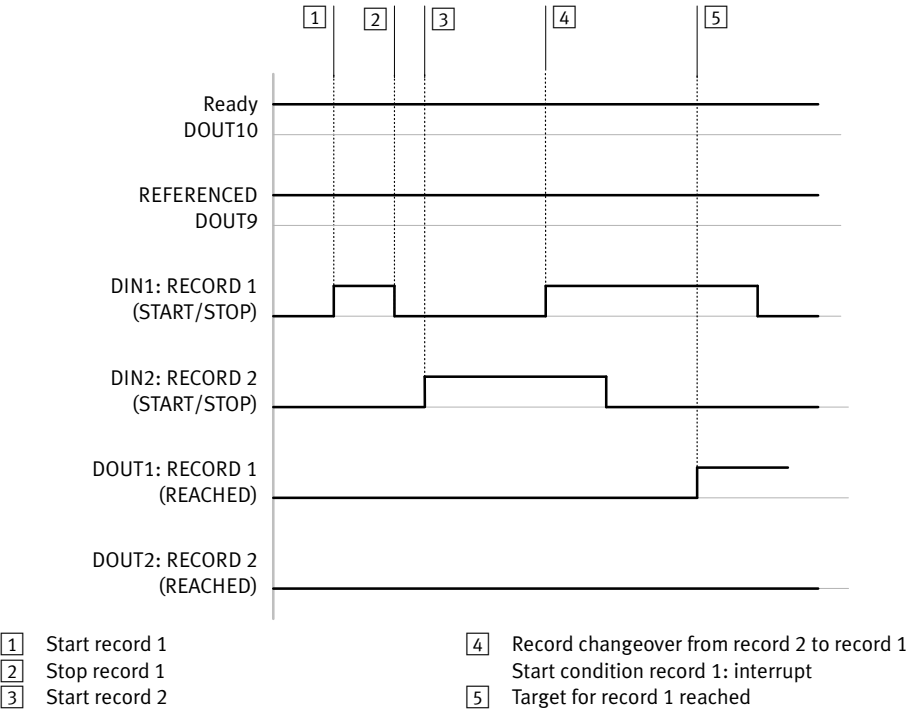 1 2 3 4 5
Ready
DOUT10
REFERENCED
DOUT9
DIN1: RECORD 1
(START/STOP)
DIN2: RECORD 2
(START/STOP)
DOUT1: RECORD 1
(REACHED)
DOUT2: RECORD 2
(REACHED)
1 Start record 1
2 Stop record 1
3 Start record 2
4 Record changeover from record 2 to record 1
Start condition record 1: interrupt
5 Target for record 1 reached